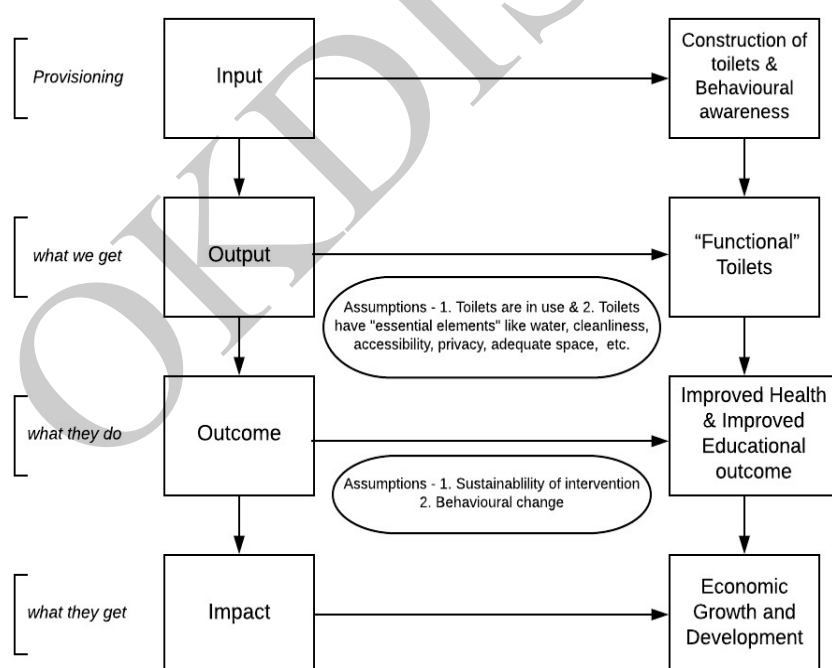 Provisioning
Input
Construction of
toilets &
Behavioural
awareness
what we get
Output
“Functional”
Toilets
Assumptions - 1. Toilets are in use & 2. Toilets
have "essential elements" like water, cleanliness,
accessibility, privacy, adequate space, etc.
what they do
Outcome
Improved Health
& Improved
Educational
outcome
Assumptions - 1. Sustainablility of intervention
2. Behavioural change
what they get
Impact
Economic
Growth and
Development
OKDIS